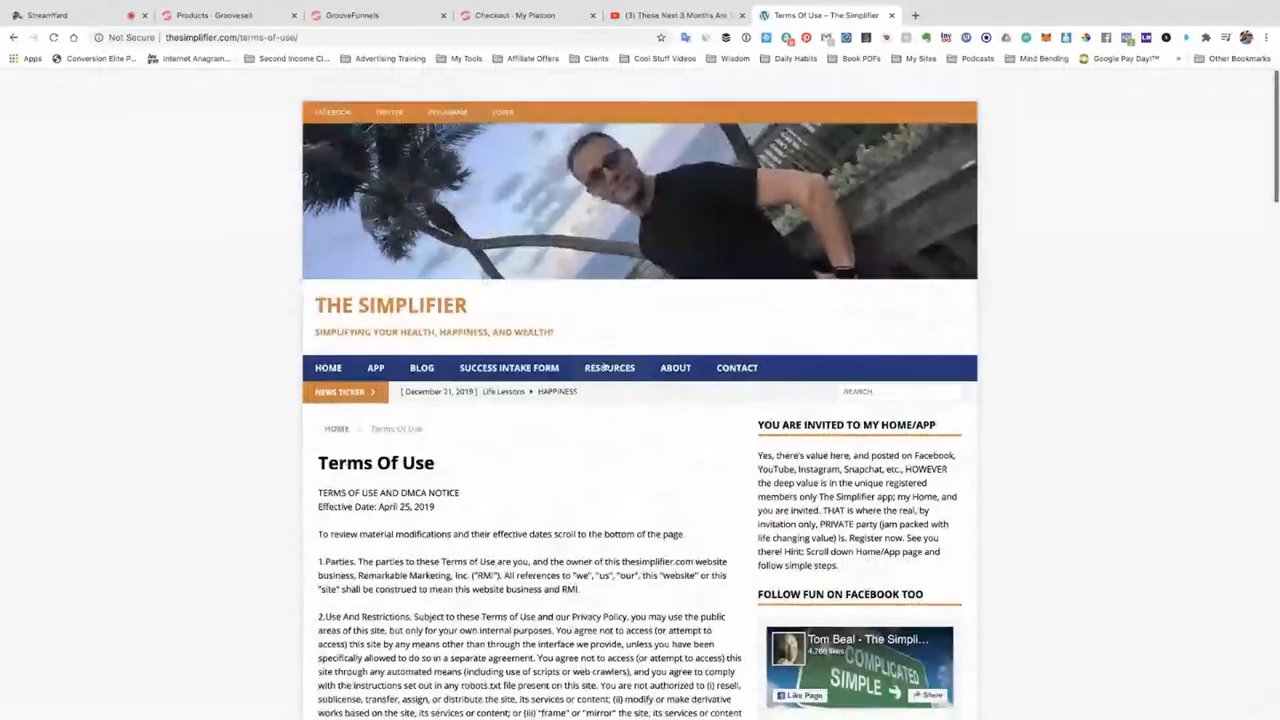 StreamYard
Products - Groovesell
GrooveFunnels
Checkout - My Platoon
(3) These Next 3 Months Are
Terms Of Use – The Simplifier
Not Secure | thesimplifier.com/terms-of-use/
Apps
Conversion Elite P...
Internet Anagram...
Second Income Cl...
Advertising Training
My Tools
Affiliate Offers
Clients
Cool Stuff Videos
Wisdom
Daily Habits
Book PDFs
My Sites
Podcasts
Mind Bending
Google Pay Day!™
»
Other Bookmarks
FACEBOOK TWITTER INSTAGRAM
THE SIMPLIFIER
SIMPLIFYING YOUR HEALTH, HAPPINESS, AND WEALTH!
HOME APP BLOG SUCCESS INTAKE FORM RESOURCES ABOUT CONTACT
NEWS TICKER
[ December 21, 2019 ] Life Lessons HAPPINESS
SEARCH
HOME Terms Of Use
Terms Of Use
TERMS OF USE AND DMCA NOTICE
Effective Date: April 25, 2019
To review material modifications and their effective dates scroll to the bottom of the page.
1.Parties. The parties to these Terms of Use are you, and the owner of this thesimplifier.com website
business, Remarkable Marketing, Inc. ("RMI"). All references to "we", "us", "our", this "website" or this
"site" shall be construed to mean this website business and RMI.
2.Use And Restrictions. Subject to these Terms of Use and our Privacy Policy, you may use the public
areas of this site, but only for your own internal purposes. You agree not to access (or attempt to
access) this site by any means other than through the interface we provide, unless you have been
specifically allowed to do so in a separate agreement. You agree not to access (or attempt to access) this
site through any automated means (including use of scripts or web crawlers), and you agree to comply
with the instructions set out in any robots.txt file present on this site. You are not authorized to (i) resell,
sublicense, transfer, assign, or distribute the site, its services or content; (ii) modify or make derivative
works based on the site, its services or content; or (iii) "frame" or "mirror" the site, its services or content
YOU ARE INVITED TO MY HOME/APP
Yes, there's value here, and posted on Facebook,
YouTube, Instagram, Snapchat, etc., HOWEVER
the deep value is in the unique registered
members only The Simplifier app; my Home, and
you are invited. THAT is where the real, by
invitation only, PRIVATE party (jam packed with
life changing value) is. Register now. See you
there! Hint: Scroll down Home/App page and
follow simple steps.
FOLLOW FUN ON FACEBOOK TOO
Tom Beal - The Simpli...
likes
COMPLICATED
SIMPLE
Like Page
Share